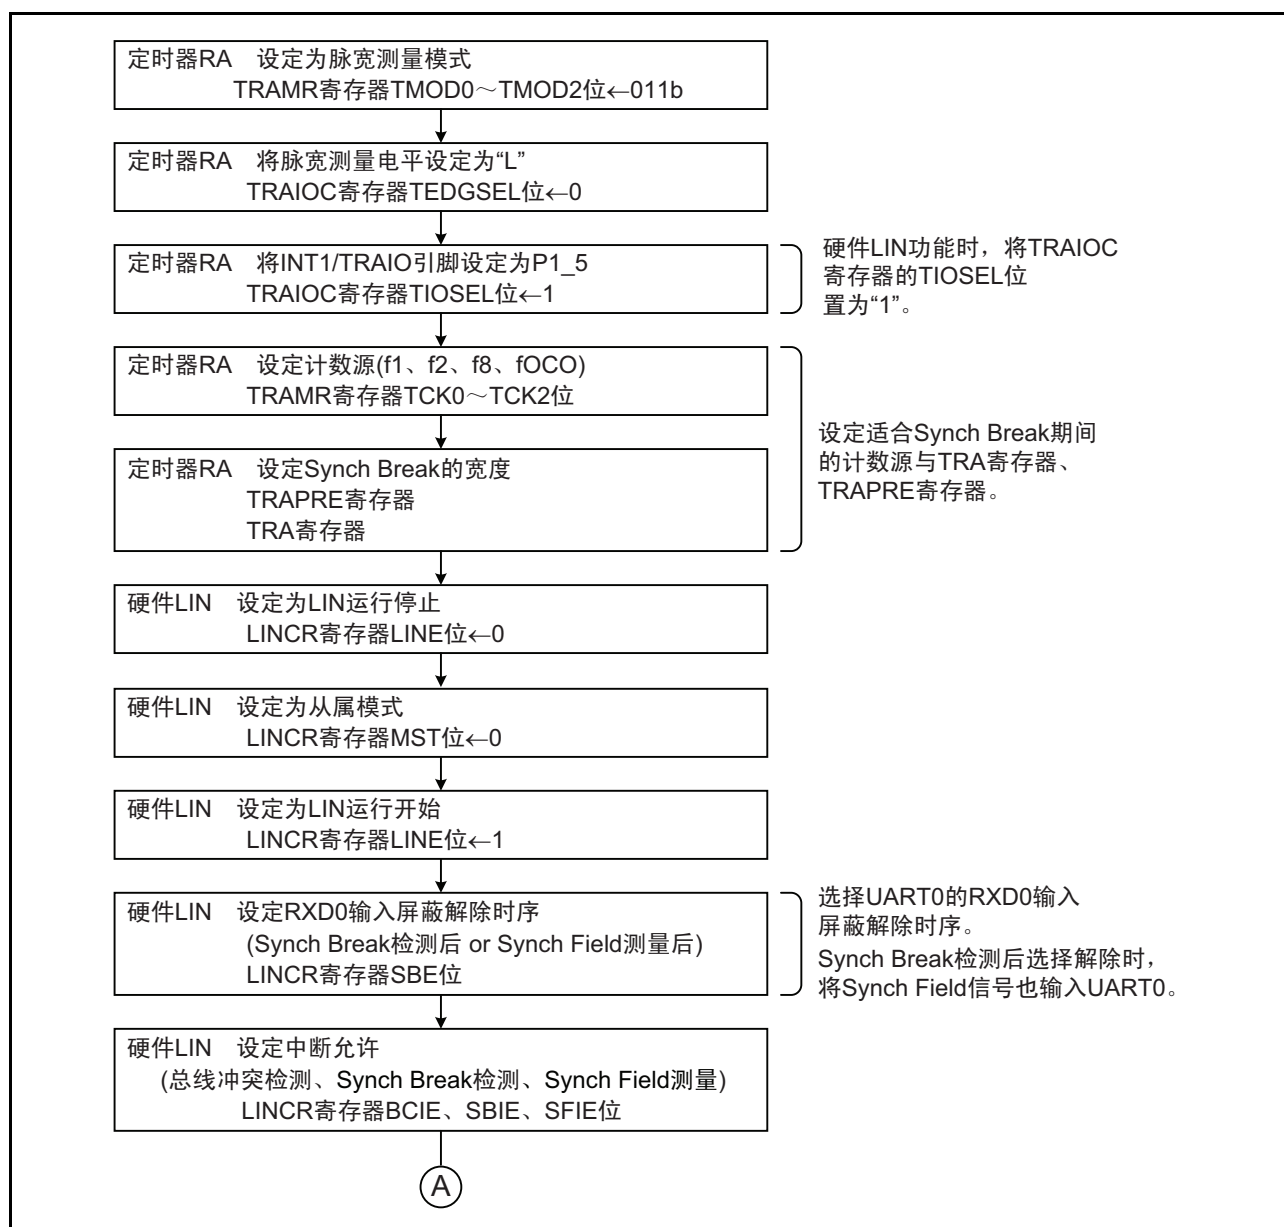 定时器RA 设定为脉宽测量模式
TRAMR寄存器TMOD0～TMOD2位←011b
定时器RA 将脉宽测量电平设定为“L”
TRAIOC寄存器TEDGSEL位←0
定时器RA 将INT1/TRAIO引脚设定为P1_5
TRAIOC寄存器TIOSEL位←1
硬件LIN功能时，将TRAIOC
寄存器的TIOSEL位
置为“1”。
定时器RA 设定计数源(f1、f2、f8、fOCO)
TRAMR寄存器TCK0～TCK2位
定时器RA 设定Synch Break的宽度
TRAPRE寄存器
TRA寄存器
设定适合Synch Break期间
的计数源与TRA寄存器、
TRAPRE寄存器。
硬件LIN 设定为LIN运行停止
LINCR寄存器LINE位←0
硬件LIN 设定为从属模式
LINCR寄存器MST位←0
硬件LIN 设定为LIN运行开始
LINCR寄存器LINE位←1
硬件LIN 设定RXD0输入屏蔽解除时序
(Synch Break检测后 or Synch Field测量后)
LINCR寄存器SBE位
选择UART0的RXD0输入
屏蔽解除时序。
Synch Break检测后选择解除时，
将Synch Field信号也输入UART0。
硬件LIN 设定中断允许
(总线冲突检测、Synch Break检测、Synch Field测量)
LINCR寄存器BCIE、SBIE、SFIE位
A